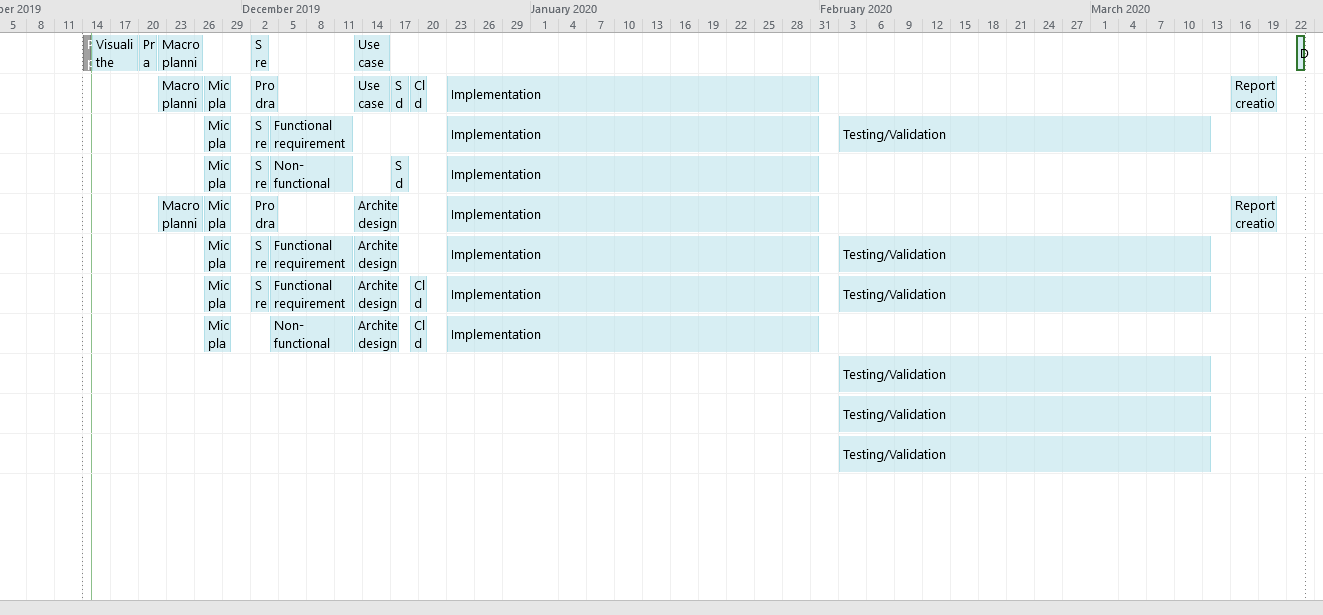 ber 2019 December 2019 January 2020 February 2020 March 2020
5 8 11 14 17 20 23 26 29 2 5 8 11 14 17 20 23 26 29 1 4 7 10 13 16 19 22 25 28 31 3 6 9 12 15 18 21 24 27 1 4 7 10 13 16 19 22
Visuali Pr Macro S Use D
the a planni re case
Macro Mic Pro Use S Cl Implementation Report
planni pla dra case d d creatio
Mic S Functional Implementation Testing/Validation
pla re requirement
Mic S Non- S Implementation
pla re functional d
Macro Mic Pro Archite Implementation Report
planni pla dra design creatio
Mic S Functional Archite Implementation Testing/Validation
pla re requirement design
Mic S Functional Archite Cl Implementation Testing/Validation
pla re requirement design d
Mic Non- Archite Cl Implementation
pla functional design d
Testing/Validation
Testing/Validation
Testing/Validation